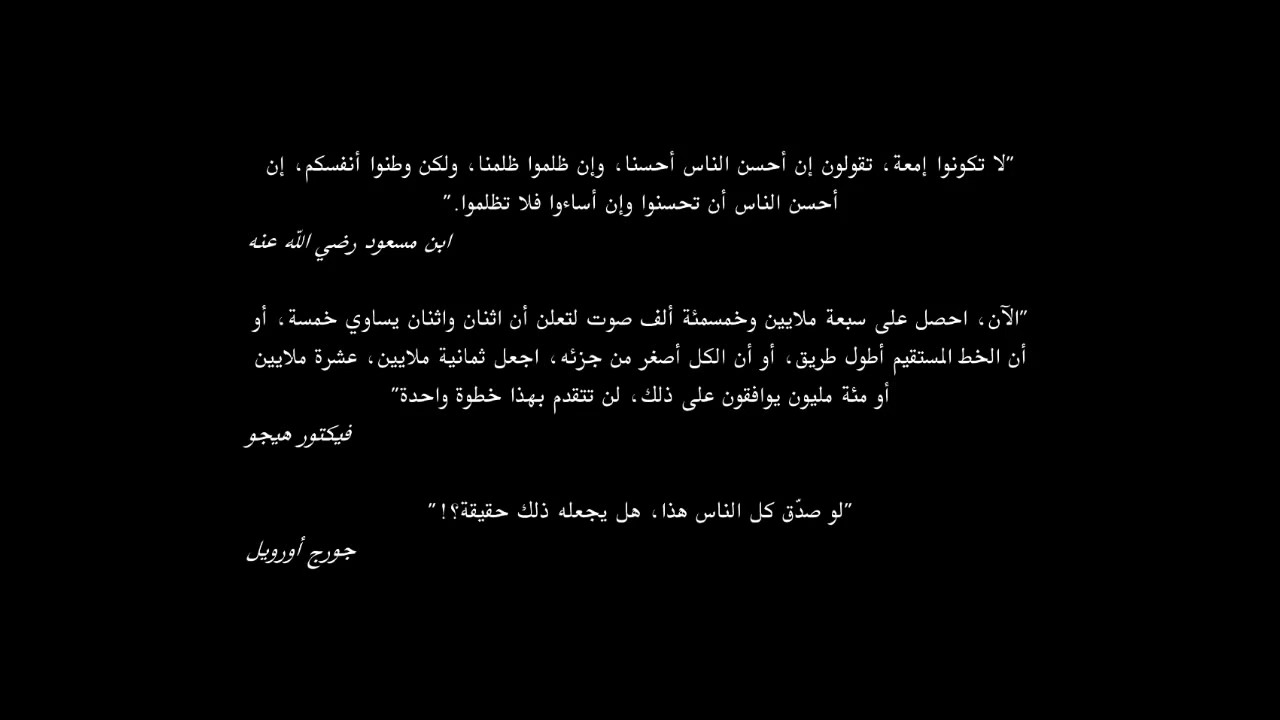 "لا تكونوا إمعة، تقولون إن أحسن الناس أحسنا، وإن ظلموا ظلمنا، ولكن وطنوا أنفسكم، إن
أحسن الناس أن تحسنوا وإن أساءوا فلا تظلموا."
ابن مسعود رضي الله عنه
"الآن، احصل على سبعة ملايين وخمسمئة ألف صوت لتعلن أن اثنان واثنان يساوي خمسة، أو
أن الخط المستقيم أطول طريق، أو أن الكل أصغر من جزئه، اجعل ثمانية ملايين، عشرة ملايين
أو مئة مليون يوافقون على ذلك، لن تتقدم بهذا خطوة واحدة"
فيكتور هيجو
"لو صدّق كل الناس هذا، هل يجعله ذلك حقيقة؟!"
جورج أورويل